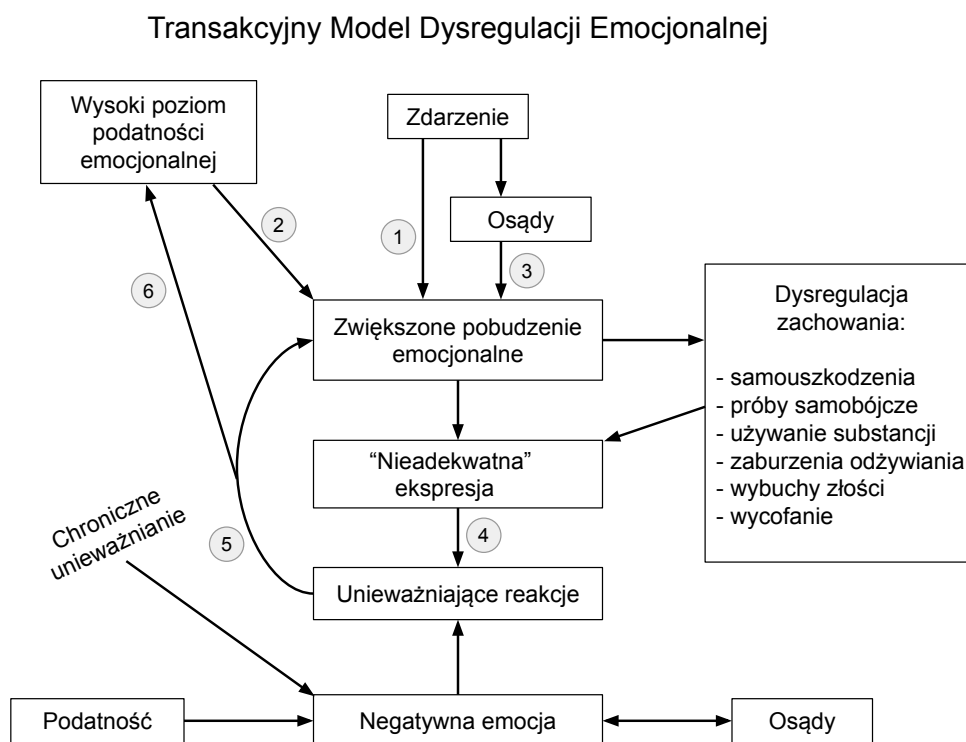 Transakcyjny Model Dysregulacji Emocjonalnej
Wysoki poziom
podatności
emocjonalnej
Zdarzenie
Osądy
1
2
3
6
Zwiększone pobudzenie
emocjonalne
Dysregulacja
zachowania:
- samouszkodzenia
- próby samobójcze
- używanie substancji
- zaburzenia odżywiania
- wybuchy złości
- wycofanie
“Nieadekwatna”
ekspresja
4
5
Chroniczne
unieważnianie
Unieważniające reakcje
Podatność
Negatywna emocja
Osądy